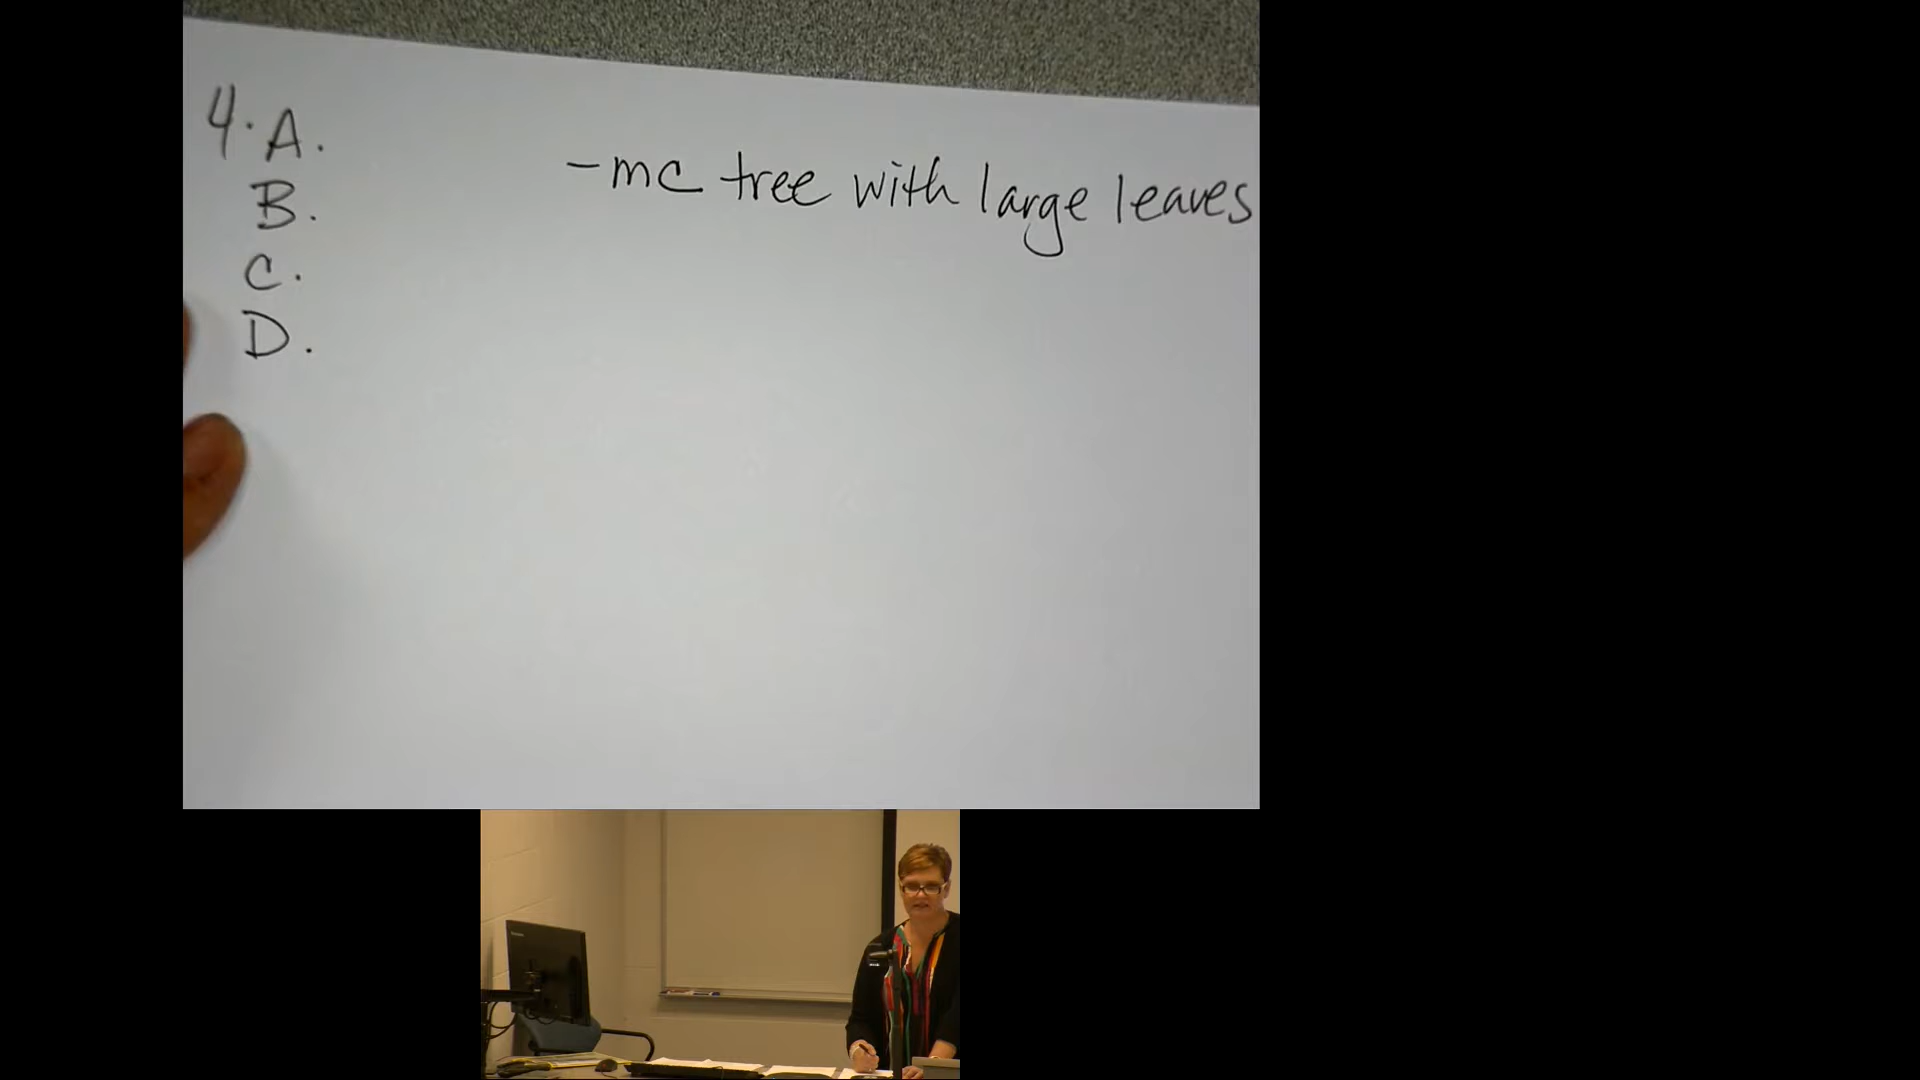 4. A.
- mc tree with large leaves
B.
C.
D.